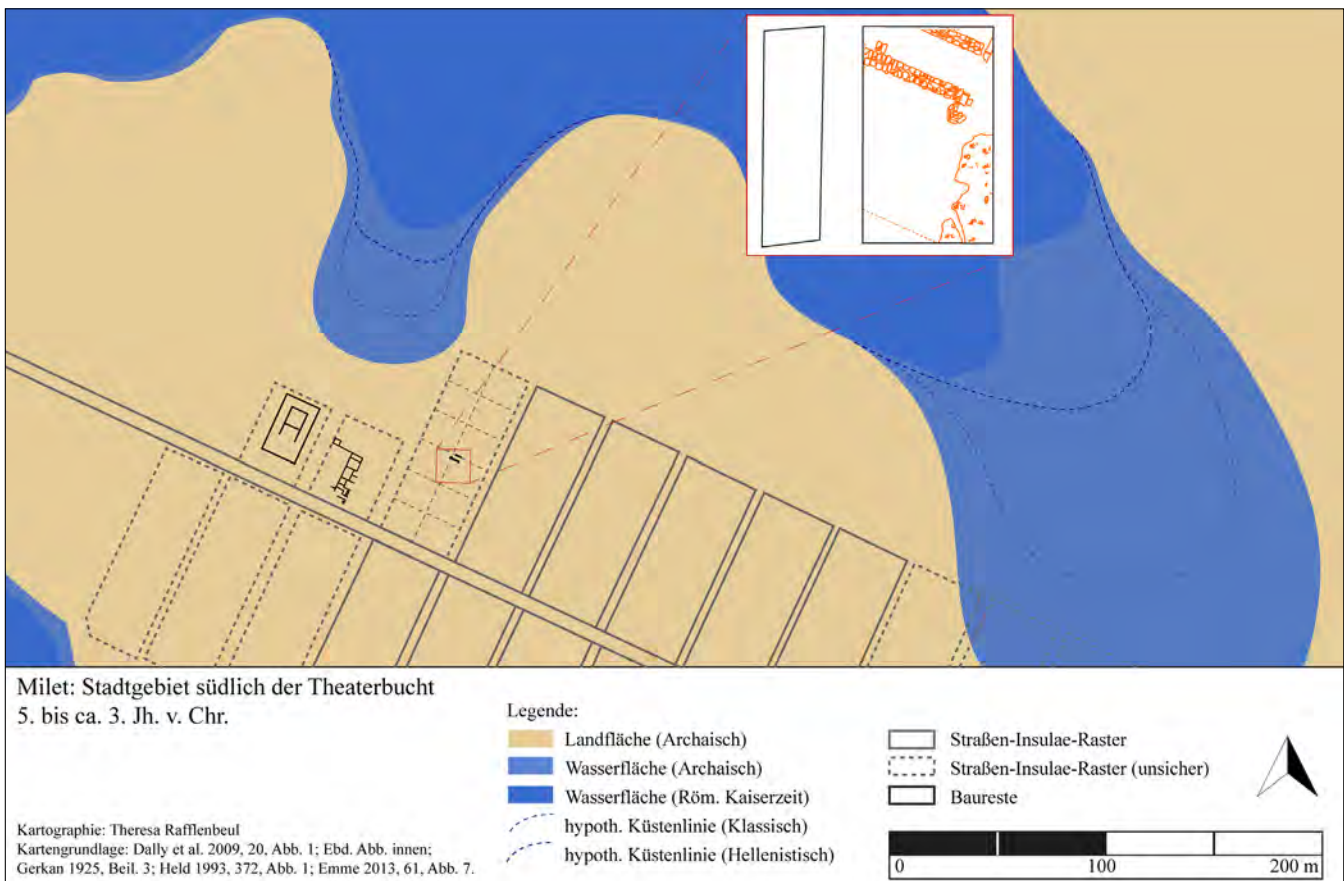 Milet: Stadtgebiet südlich der Theaterbucht
5. bis ca. 3. Jh. v. Chr.
Kartographie: Theresa Rafflenbeul
Kartengrundlage: Dally et al. 2009, 20, Abb. 1; Ebd. Abb. innen;
Gerkan 1925, Beil. 3; Held 1993, 372, Abb. 1; Emme 2013, 61, Abb. 7.
Legende:
Landfläche (Archaisch)
Wasserfläche (Archaisch)
Wasserfläche (Röm. Kaiserzeit)
hypoth. Küstenlinie (Klassisch)
hypoth. Küstenlinie (Hellenistisch)
Straßen-Insulae-Raster
Straßen-Insulae-Raster (unsicher)
Baureste
0 100 200 m